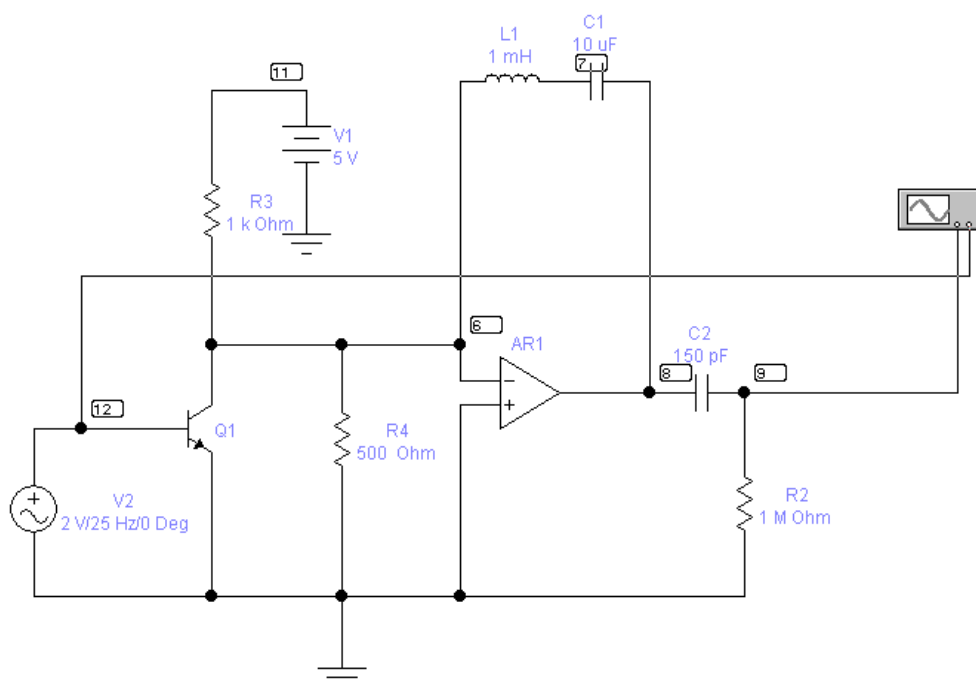 L1
1 mH
C1
10 uF
7
11
V1
5 V
R3
1 k Ohm
6
AR1
C2
150 pF
8
9
12
Q1
R4
500 Ohm
V2
2 V/25 Hz/0 Deg
R2
1 M Ohm